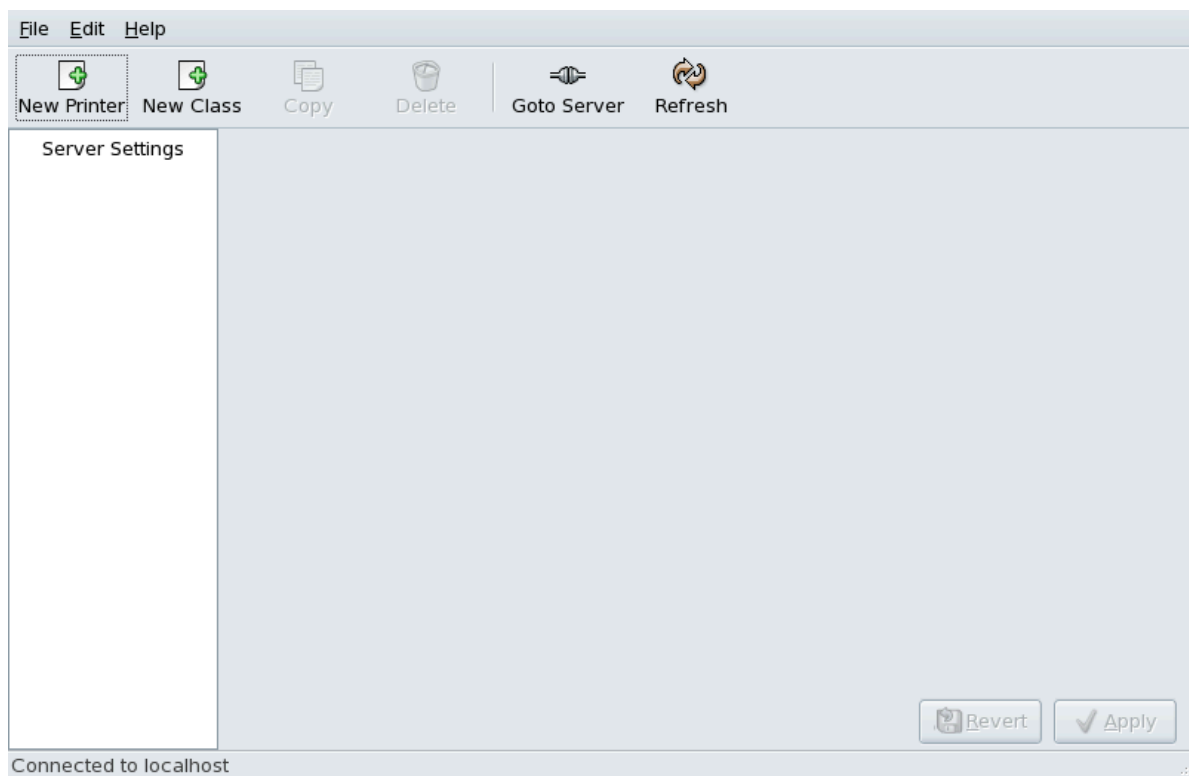 File Edit Help
New Printer New Class Copy Delete Goto Server Refresh
Server Settings
Revert Apply
Connected to localhost